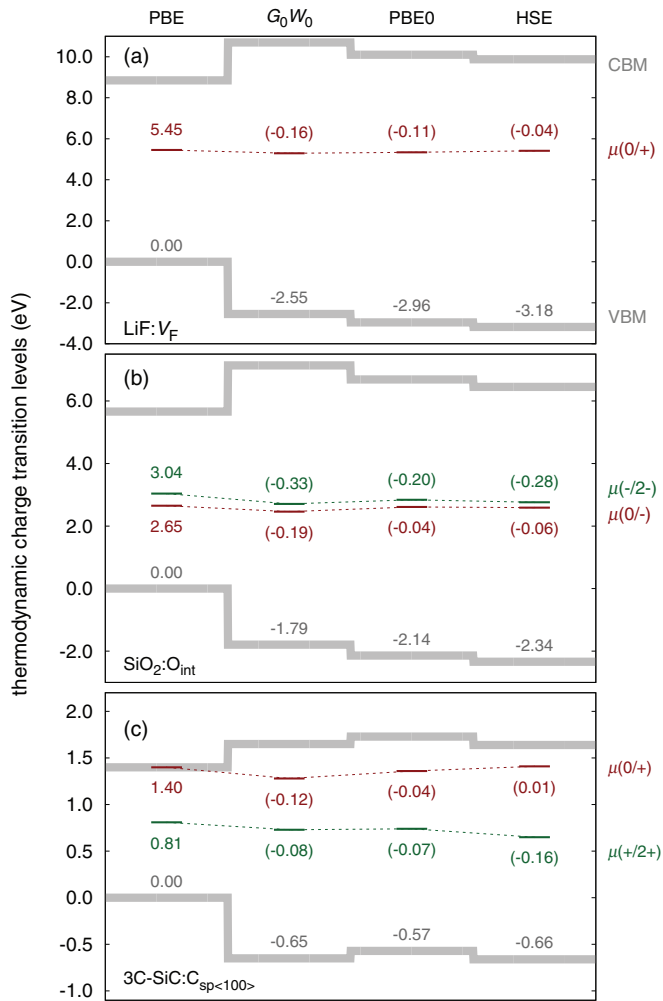 PBE G₀W₀ PBE0 HSE
thermodynamic charge transition levels (eV)
(a)
10.0
8.0
6.0
4.0
2.0
0.0
-2.0
-4.0
CBM
5.45 (-0.16) (-0.11) (-0.04) μ(0/+)
0.00
-2.55 -2.96 -3.18 VBM
LiF:V_F
(b)
6.0
4.0
2.0
0.0
-2.0
3.04 (-0.33) (-0.20) (-0.28) μ(-/2-)
2.65 (-0.19) (-0.04) (-0.06) μ(0/-)
0.00
-1.79 -2.14 -2.34
SiO₂:O_int
(c)
2.0
1.5
1.0
0.5
0.0
-0.5
-1.0
1.40 (-0.12) (-0.04) (0.01) μ(0/+)
0.81 (-0.08) (-0.07) (-0.16) μ(+/2+)
0.00
-0.65 -0.57 -0.66
3C-SiC:C_sp<100>